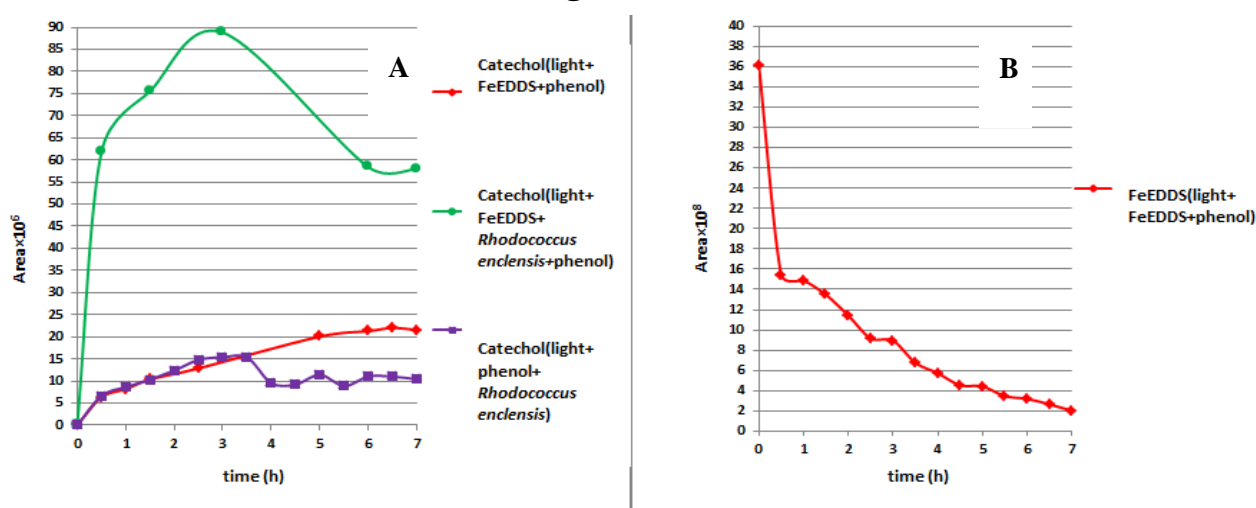 90
85
80
75
70
65
60
55
50
45
40
35
30
25
20
15
10
5
0
Area×10⁶
0 1 2 3 4 5 6 7
time (h)
A
Catechol(light+
FeEDDS+phenol)
Catechol(light+
FeEDDS+
Rhodococcus
enclensis+phenol)
Catechol(light+
phenol+
Rhodococcus
enclensis)
40
38
36
34
32
30
28
26
24
22
20
18
16
14
12
10
8
6
4
2
0
Area×10⁸
0 1 2 3 4 5 6 7
time (h)
B
FeEDDS(light+
FeEDDS+phenol)